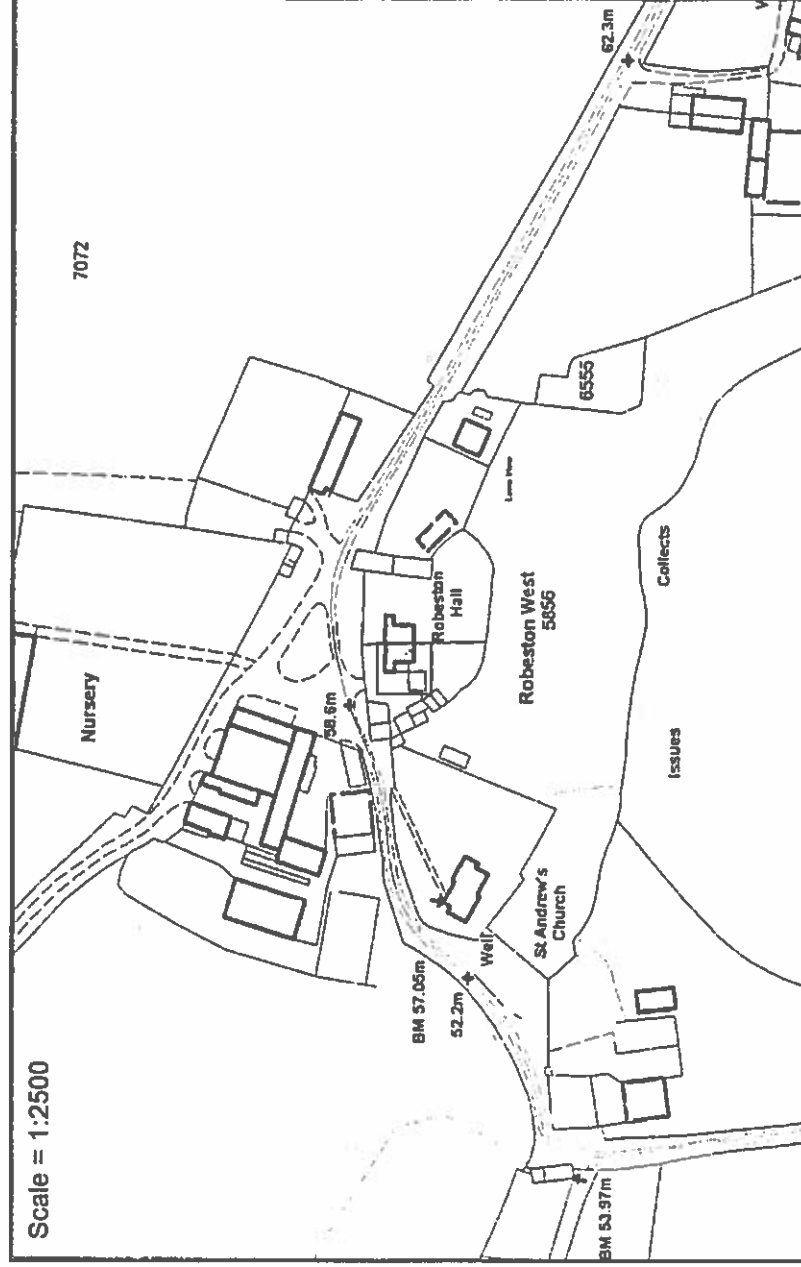 Scale = 1:2500
7072
62.3m
Nursery
58.6m
Robeston
Hall
6555
Robeston West
5856
Collects
Issues
BM 57.05m
52.2m
Well
St Andrew's
Church
BM 53.97m